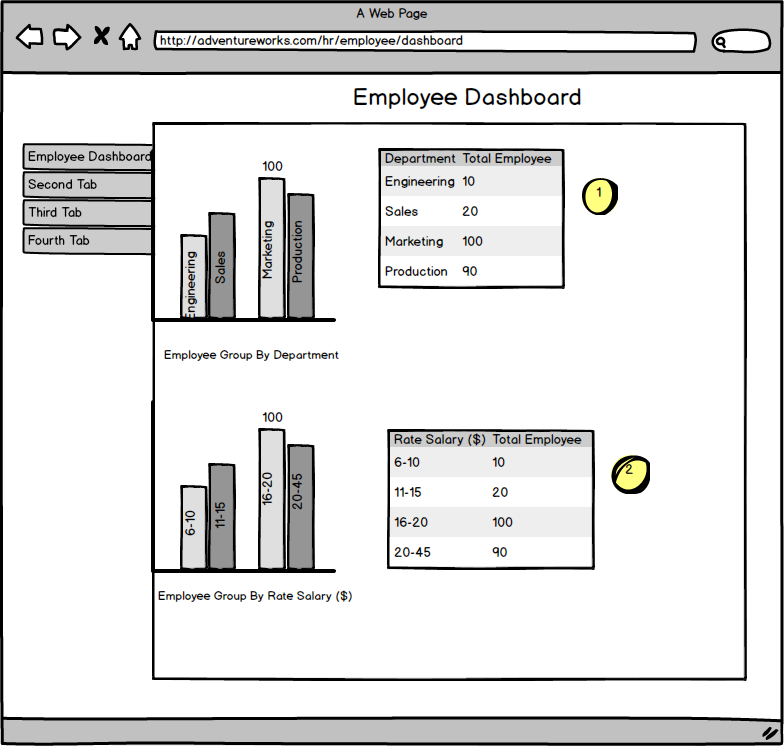 A Web Page
http://adventureworks.com/hr/employee/dashboard
Employee Dashboard
Employee Dashboard
Second Tab
Third Tab
Fourth Tab
100
Engineering
Sales
Marketing
Production
Employee Group By Department
Department Total Employee
Engineering 10
Sales 20
Marketing 100
Production 90
1
100
6-10
11-15
16-20
20-45
Employee Group By Rate Salary ($)
Rate Salary ($) Total Employee
6-10 10
11-15 20
16-20 100
20-45 90
2